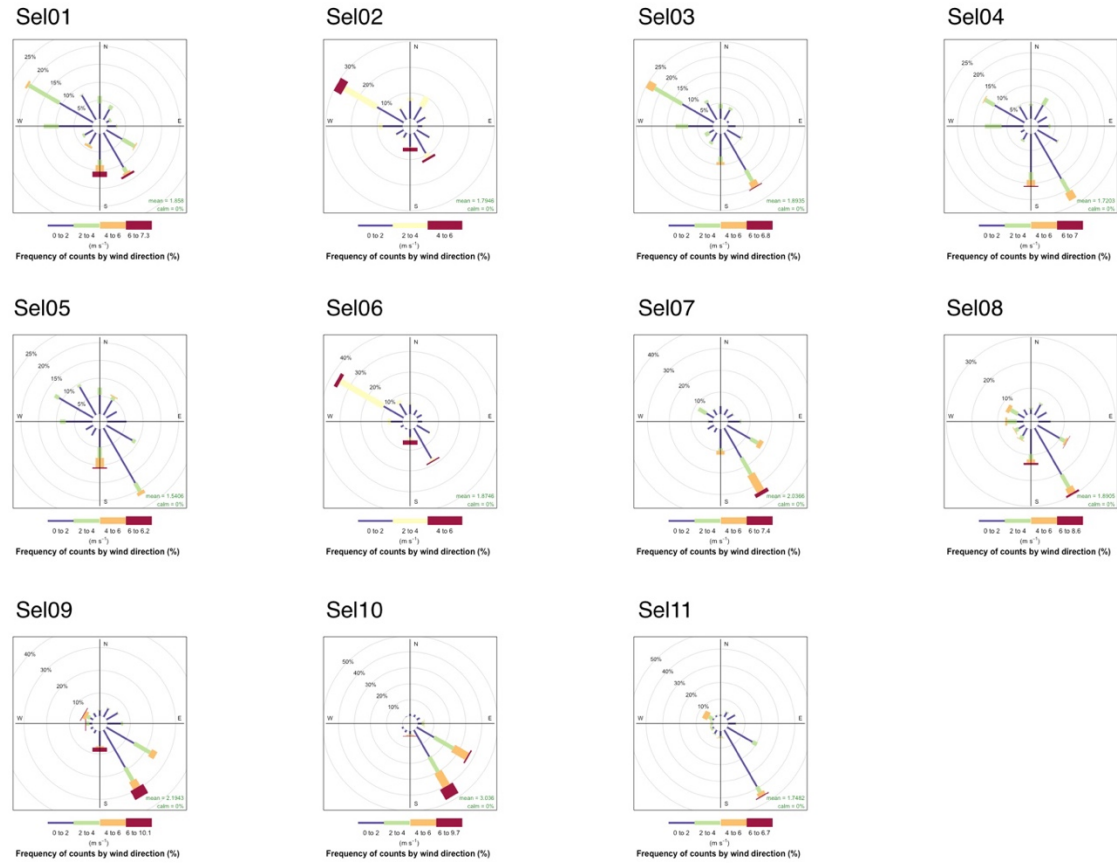 Sel01 Sel02 Sel03 Sel04
N N N N
25% 30% 25% 25%
20% 20% 20% 20%
15% 10% 15% 15%
5% 10% 10%
5% 5%
W E W E W E W E
S S S S
mean = 1.658 mean = 1.7946 mean = 1.6935 mean = 1.7203
calm = 0% calm = 0% calm = 0% calm = 0%
0 to 2 2 to 4 4 to 6 6 to 7.3 0 to 2 2 to 4 4 to 6 0 to 2 2 to 4 4 to 6 6 to 6.8 0 to 2 2 to 4 4 to 6 6 to 7
(m s⁻¹) (m s⁻¹) (m s⁻¹) (m s⁻¹)
Frequency of counts by wind direction (%) Frequency of counts by wind direction (%) Frequency of counts by wind direction (%) Frequency of counts by wind direction (%)
Sel05 Sel06 Sel07 Sel08
N N N N
25% 40% 40% 30%
20% 30% 30% 20%
15% 20% 20% 10%
10% 10% 10%
5%
W E W E W E W E
S S S S
mean = 1.5406 mean = 1.8746 mean = 2.0366 mean = 1.8905
calm = 0% calm = 0% calm = 0% calm = 0%
0 to 2 2 to 4 4 to 6 6 to 6.2 0 to 2 2 to 4 4 to 6 0 to 2 2 to 4 4 to 6 6 to 7.4 0 to 2 2 to 4 4 to 6 6 to 8.6
(m s⁻¹) (m s⁻¹) (m s⁻¹) (m s⁻¹)
Frequency of counts by wind direction (%) Frequency of counts by wind direction (%) Frequency of counts by wind direction (%) Frequency of counts by wind direction (%)
Sel09 Sel10 Sel11
N N N
40% 50% 50%
30% 40% 40%
20% 30% 30%
10% 20% 20%
10% 10%
W E W E W E
S S S
mean = 2.1943 mean = 3.036 mean = 1.7482
calm = 0% calm = 0% calm = 0%
0 to 2 2 to 4 4 to 6 6 to 10.1 0 to 2 2 to 4 4 to 6 6 to 9.7 0 to 2 2 to 4 4 to 6 6 to 6.7
(m s⁻¹) (m s⁻¹) (m s⁻¹)
Frequency of counts by wind direction (%) Frequency of counts by wind direction (%) Frequency of counts by wind direction (%)